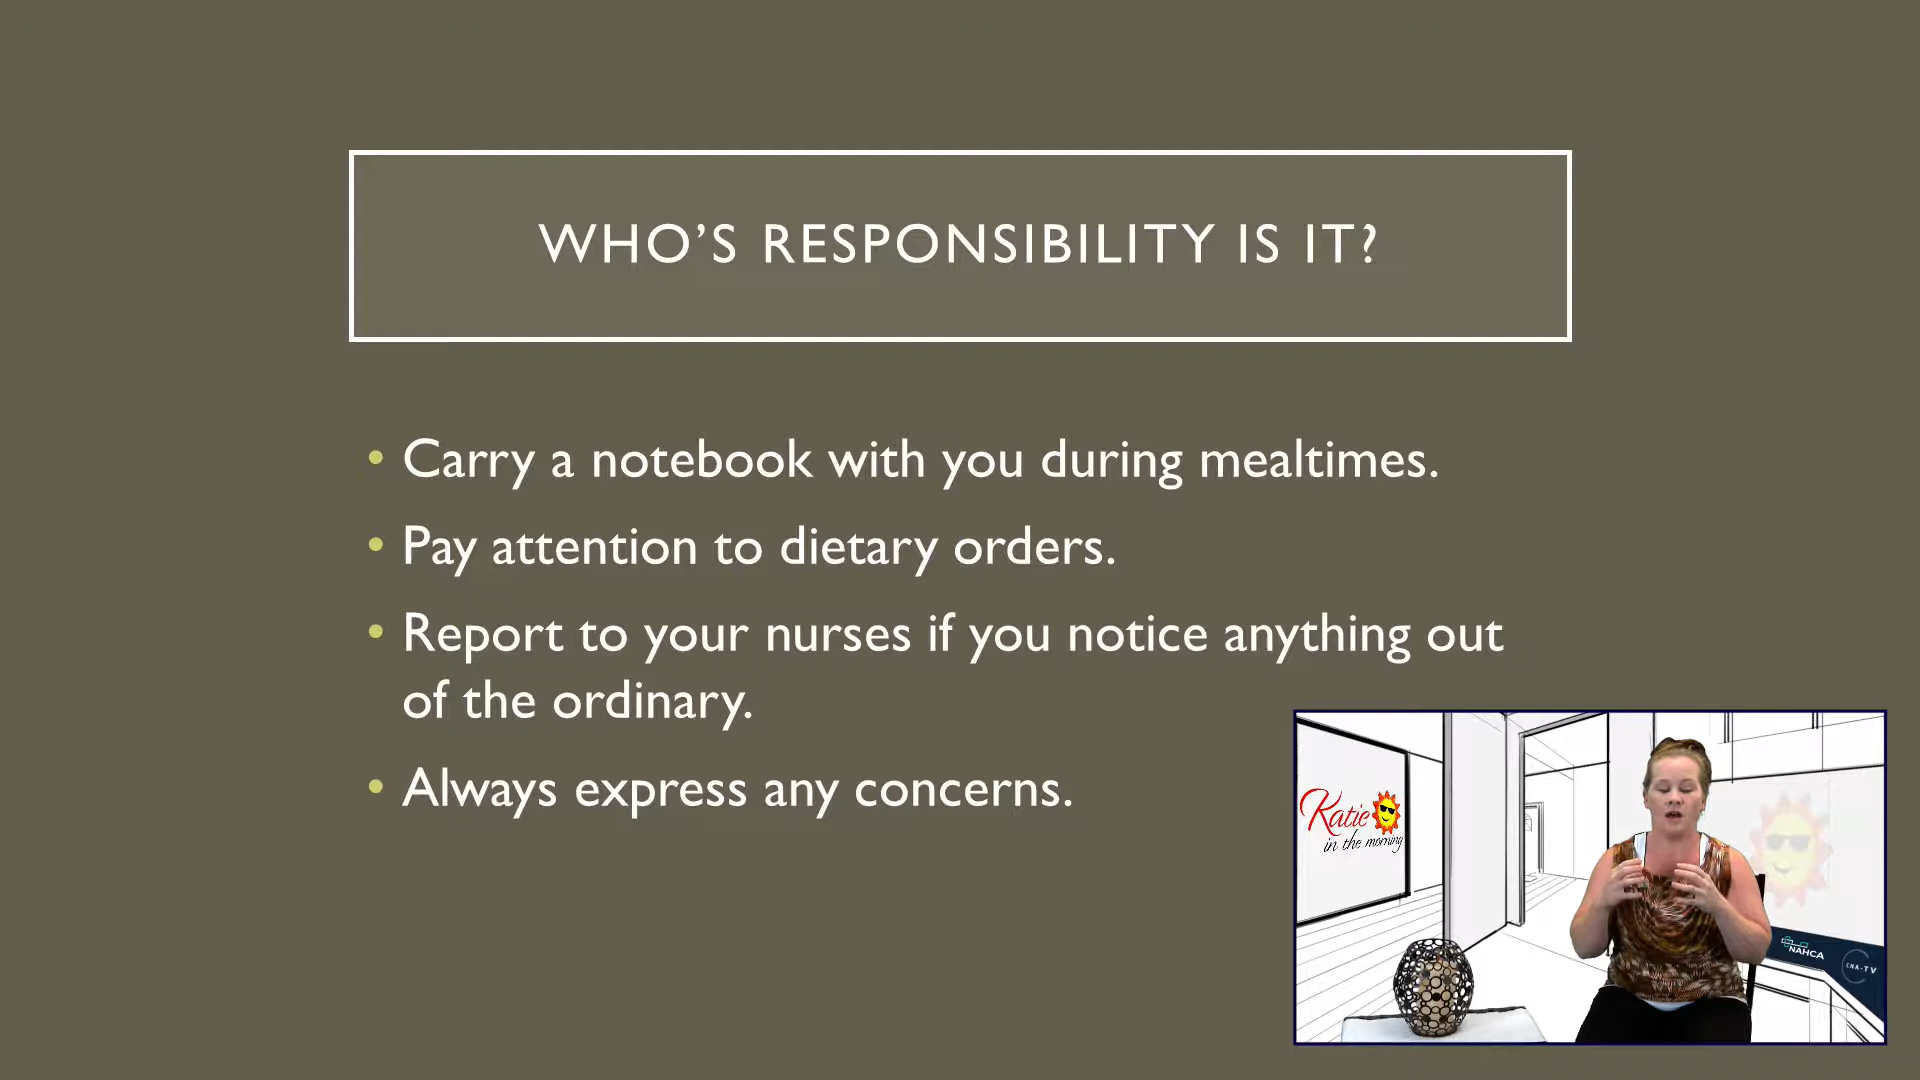 WHO’S RESPONSIBILITY IS IT?
• Carry a notebook with you during mealtimes.
• Pay attention to dietary orders.
• Report to your nurses if you notice anything out
of the ordinary.
• Always express any concerns.
Katie
in the morning
NAHCA
CNA-TV